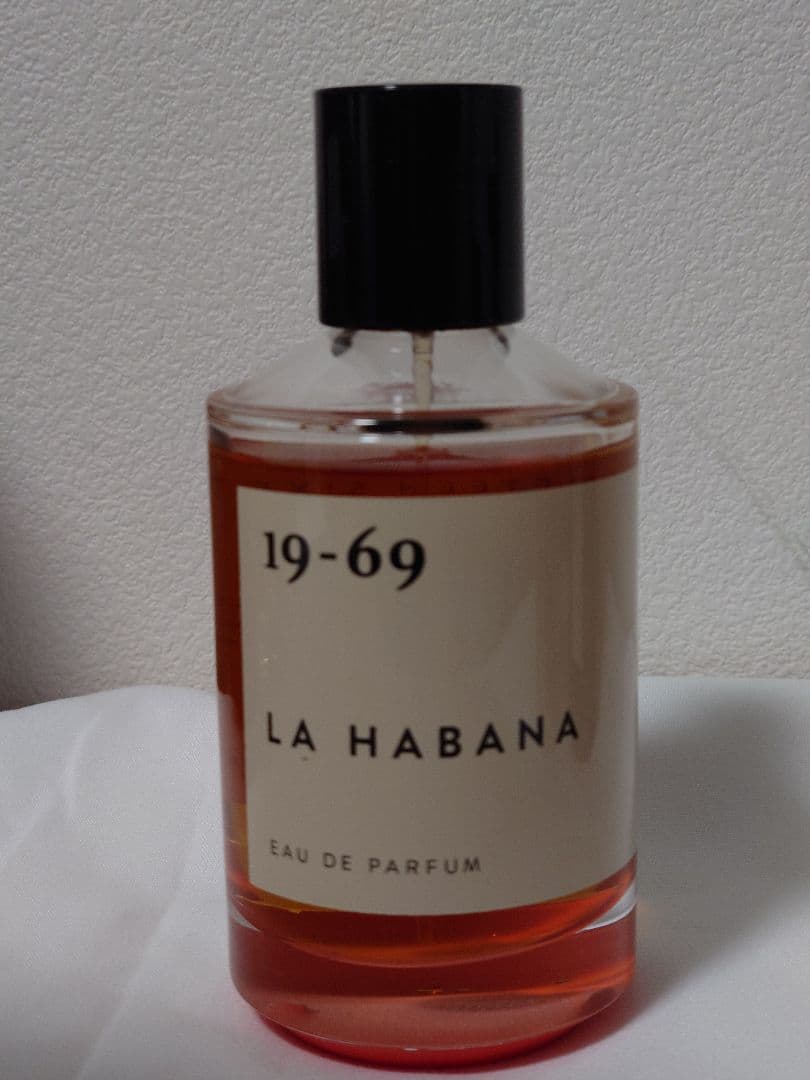 19-69
LA HABANA
EAU DE PARFUM